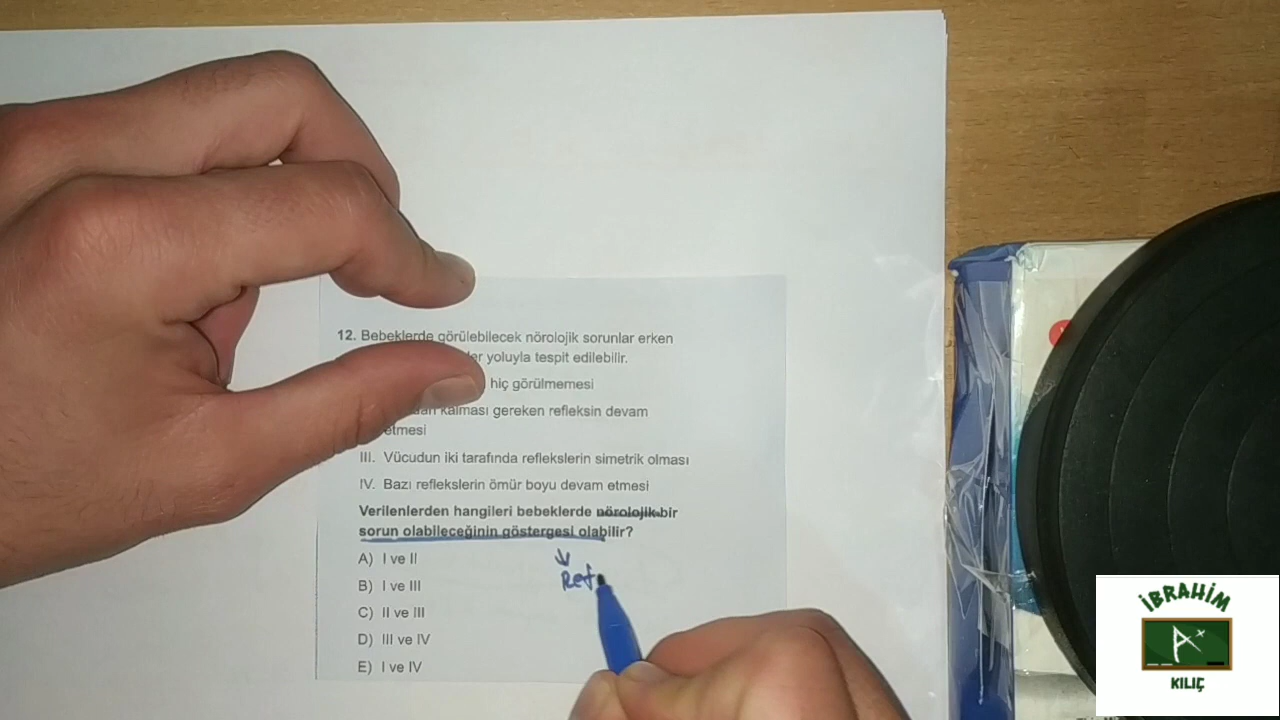 12. Bebeklerde görülebilecek nörolojik sorunlar erken
yoluyla tespit edilebilir.
hiç görülmemesi
kalması gereken refleksin devam
etmesi
III. Vücudun iki tarafında reflekslerin simetrik olması
IV. Bazı reflekslerin ömür boyu devam etmesi
Verilenlerden hangileri bebeklerde nörolojik bir
sorun olabileceğinin göstergesi olabilir?
Ref
A) I ve II
B) I ve III
C) II ve III
D) III ve IV
E) I ve IV
İBRAHİM
A+
KILIÇ